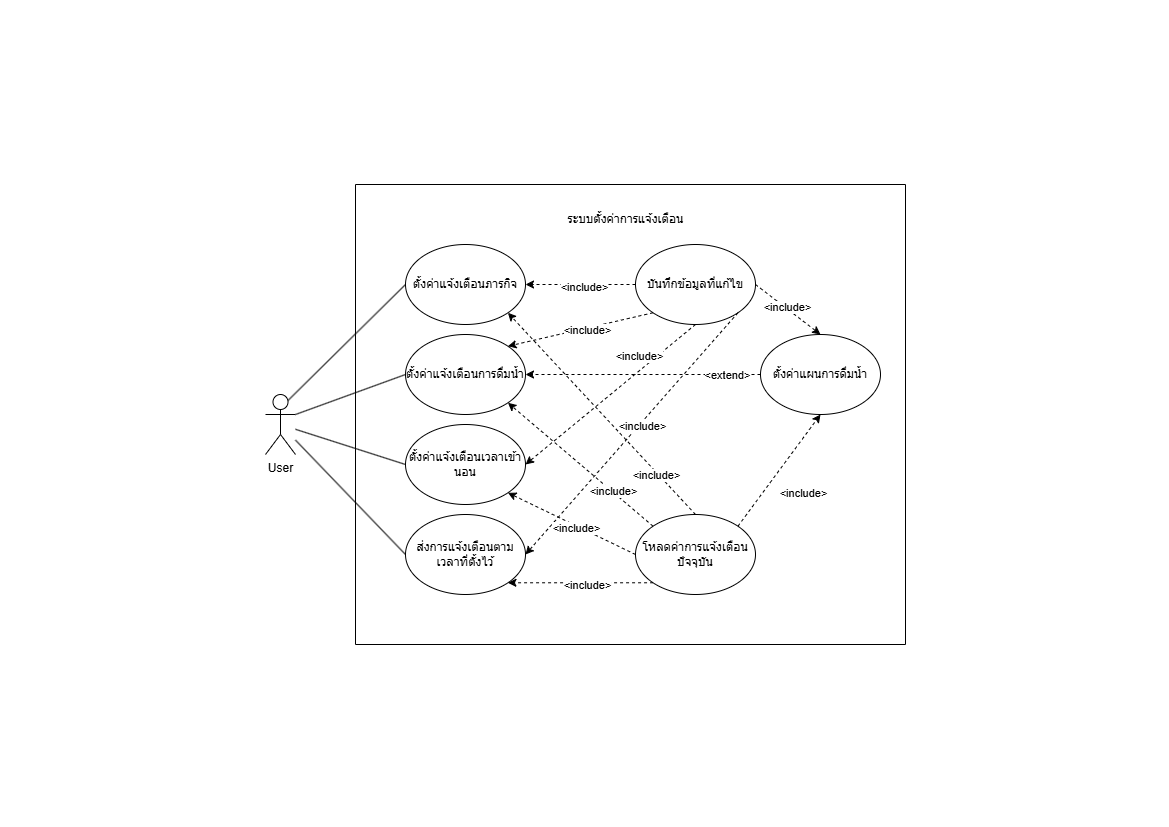 ระบบตั้งค่าการแจ้งเตือน
ตั้งค่าแจ้งเตือนภารกิจ
<include>
บันทึกข้อมูลที่แก้ไข
<include>
<include>
<include>
ตั้งค่าแจ้งเตือนการดื่มน้ำ
<extend>
ตั้งค่าแผนการดื่มน้ำ
<include>
User
ตั้งค่าแจ้งเตือนเวลาเข้า
นอน
<include>
<include>
<include>
<include>
ส่งการแจ้งเตือนตาม
เวลาที่ตั้งไว้
โหลดค่าการแจ้งเตือน
ปัจจุบัน
<include>